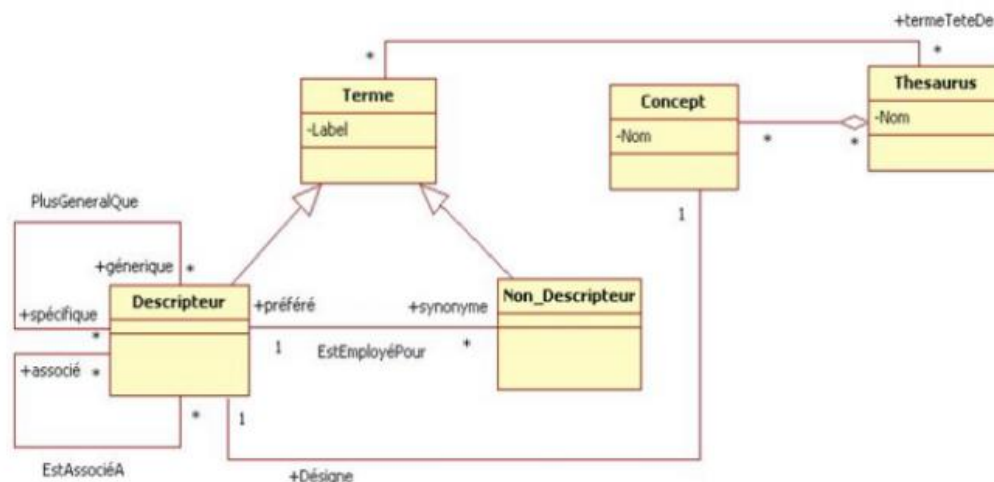 +termeTeteDe
*
*
Terme
-Label
Concept
-Nom
Thesaurus
-Nom
*
*
PlusGeneralQue
1
+génerique *
Descripteur
+préféré
+synonyme
Non_Descripteur
+spécifique
*
1
EstEmployéPour
*
+associé *
*
1
EstAssociéA
+Désigne